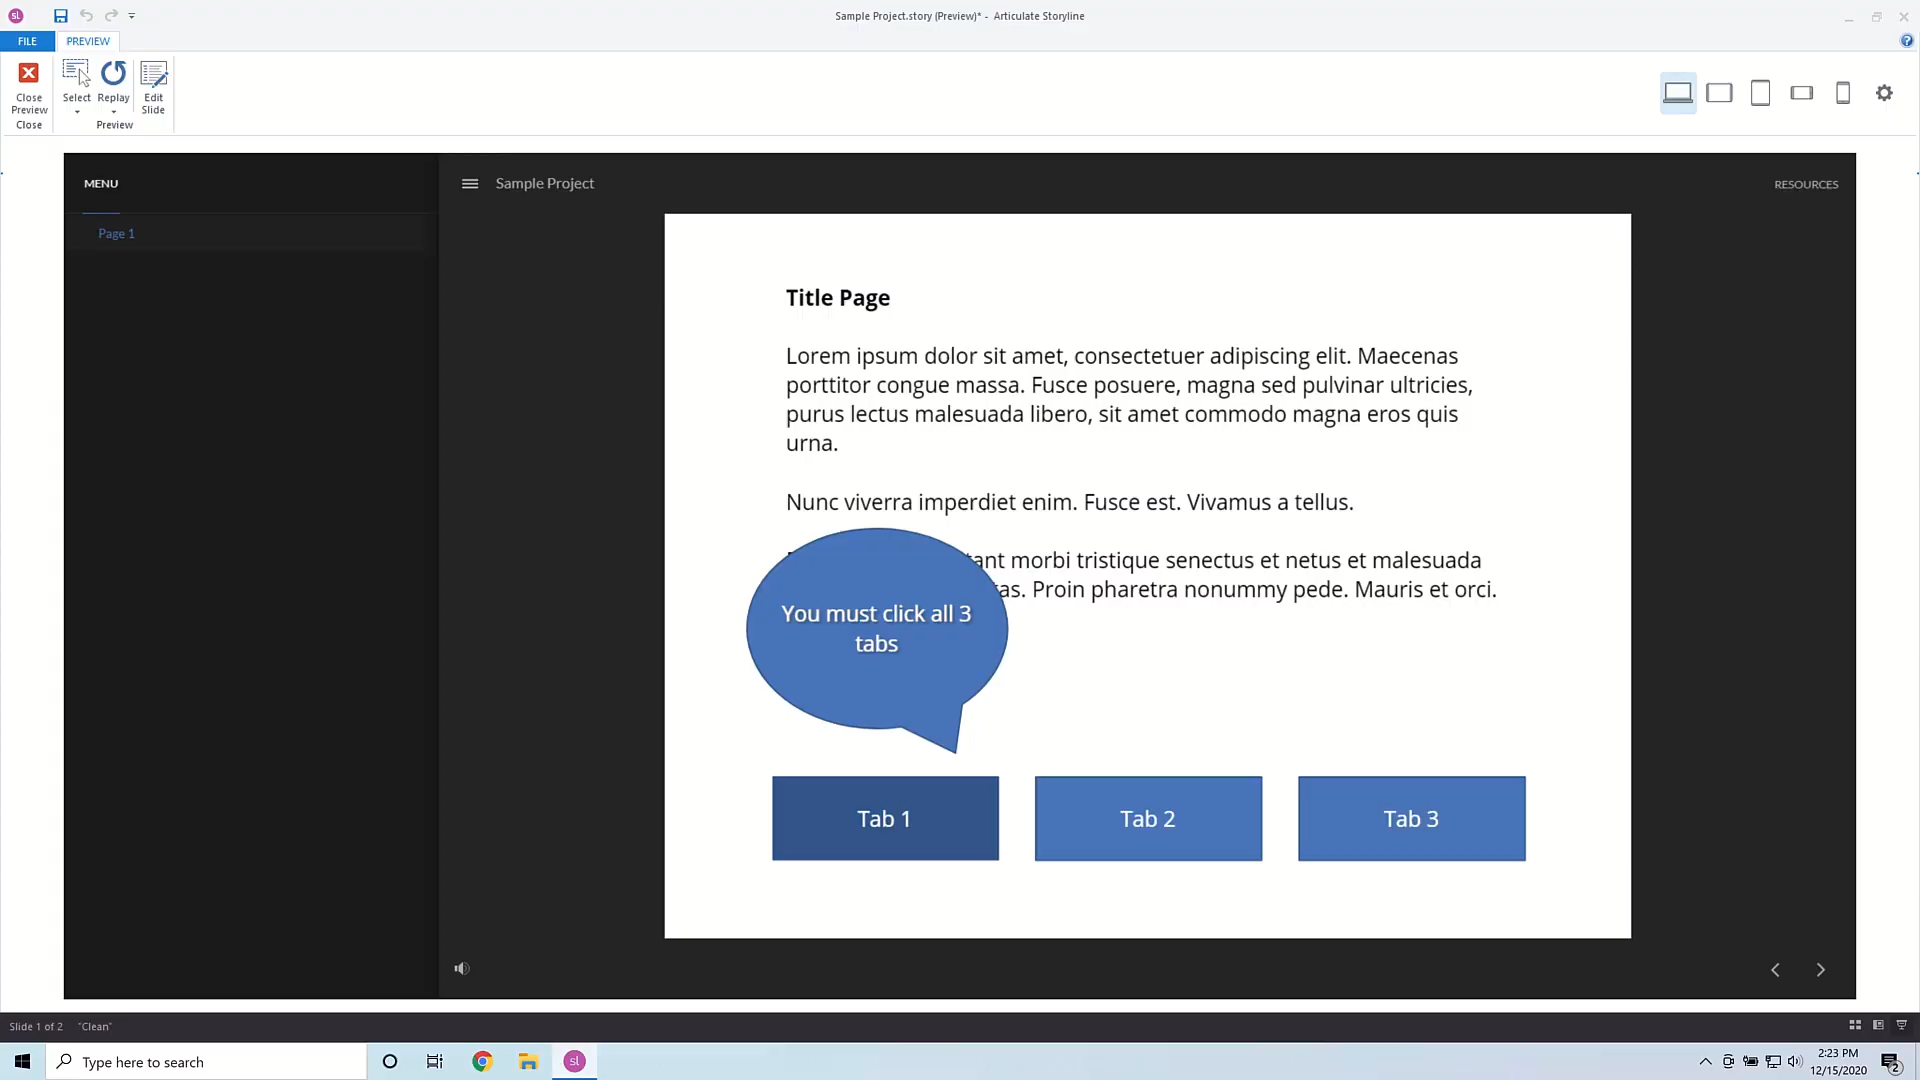 sl
Sample Project.story (Preview)* - Articulate Storyline
FILE
PREVIEW
?
Close Preview
Select
Replay
Edit Slide
Close
Preview
MENU
Sample Project
RESOURCES
Page 1
Title Page
Lorem ipsum dolor sit amet, consectetuer adipiscing elit. Maecenas
porttitor congue massa. Fusce posuere, magna sed pulvinar ultricies,
purus lectus malesuada libero, sit amet commodo magna eros quis
urna.
Nunc viverra imperdiet enim. Fusce est. Vivamus a tellus.
tant morbi tristique senectus et netus et malesuada
as. Proin pharetra nonummy pede. Mauris et orci.
You must click all 3
tabs
Tab 1
Tab 2
Tab 3
Slide 1 of 2
"Clean"
Type here to search
sl
2:23 PM
12/15/2020
2